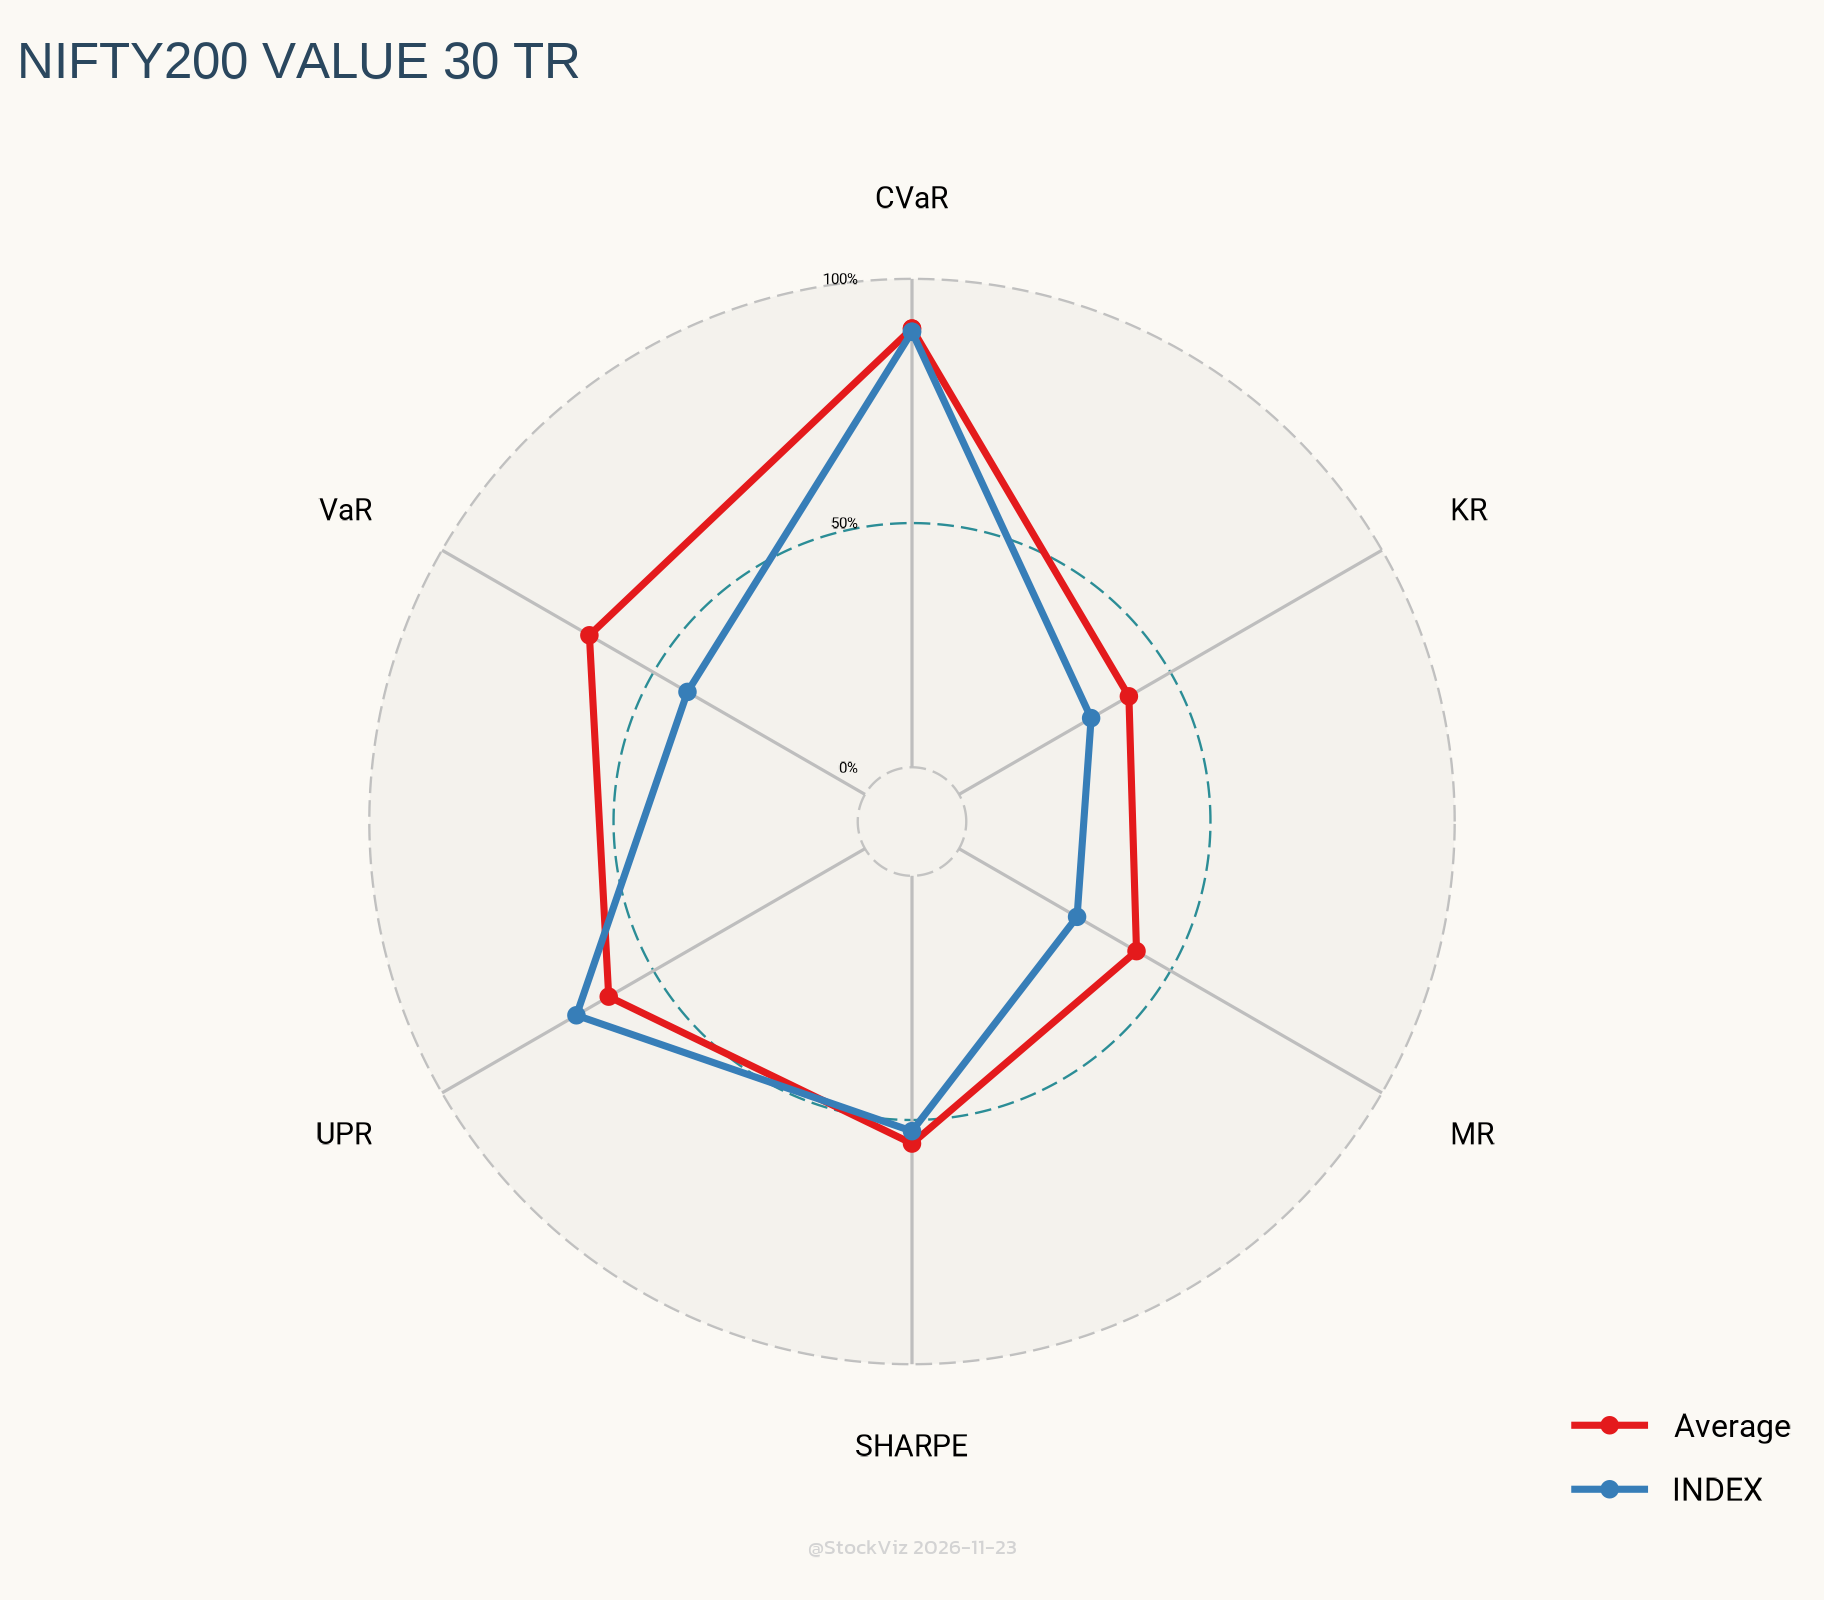 NIFTY200 VALUE 30 TR
CVaR
100%
VaR
KR
50%
0%
UPR
MR
SHARPE
Average
INDEX
@StockViz 2026-11-23